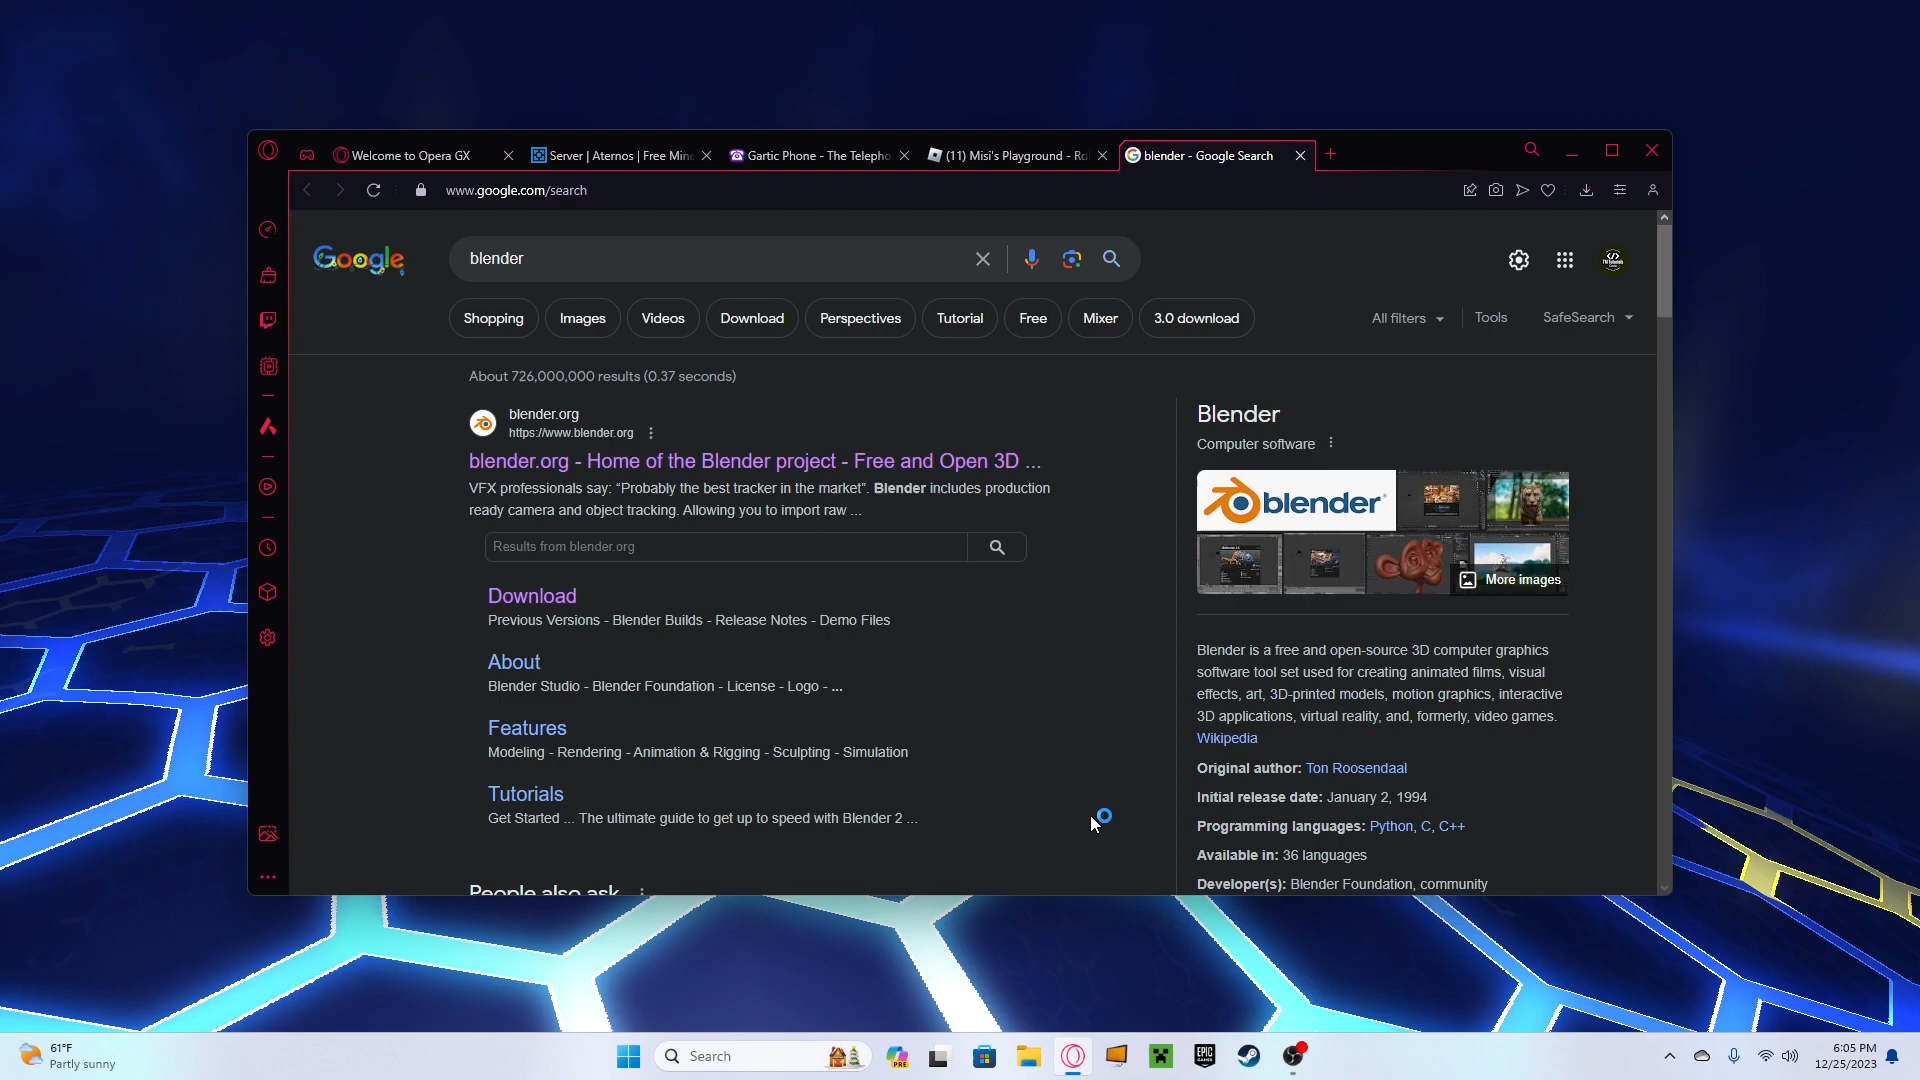 Welcome to Opera GX
Server | Aternos | Free Mine
Gartic Phone - The Telepho
(11) Misi's Playground - Ro
blender - Google Search
www.google.com/search
Google
blender
Shopping
Images
Videos
Download
Perspectives
Tutorial
Free
Mixer
3.0 download
All filters
Tools
SafeSearch
About 726,000,000 results (0.37 seconds)
blender.org
https://www.blender.org
blender.org - Home of the Blender project - Free and Open 3D ...
VFX professionals say: “Probably the best tracker in the market”. Blender includes production
ready camera and object tracking. Allowing you to import raw ...
Results from blender.org
Download
Previous Versions - Blender Builds - Release Notes - Demo Files
About
Blender Studio - Blender Foundation - License - Logo - ...
Features
Modeling - Rendering - Animation & Rigging - Sculpting - Simulation
Tutorials
Get Started ... The ultimate guide to get up to speed with Blender 2 ...
People also ask
Blender
Computer software
blender
More images
Blender is a free and open-source 3D computer graphics
software tool set used for creating animated films, visual
effects, art, 3D-printed models, motion graphics, interactive
3D applications, virtual reality, and, formerly, video games.
Wikipedia
Original author: Ton Roosendaal
Initial release date: January 2, 1994
Programming languages: Python, C, C++
Available in: 36 languages
Developer(s): Blender Foundation, community
61°F
Partly sunny
Search
PRE
EPIC
GAMES
6:05 PM
12/25/2023